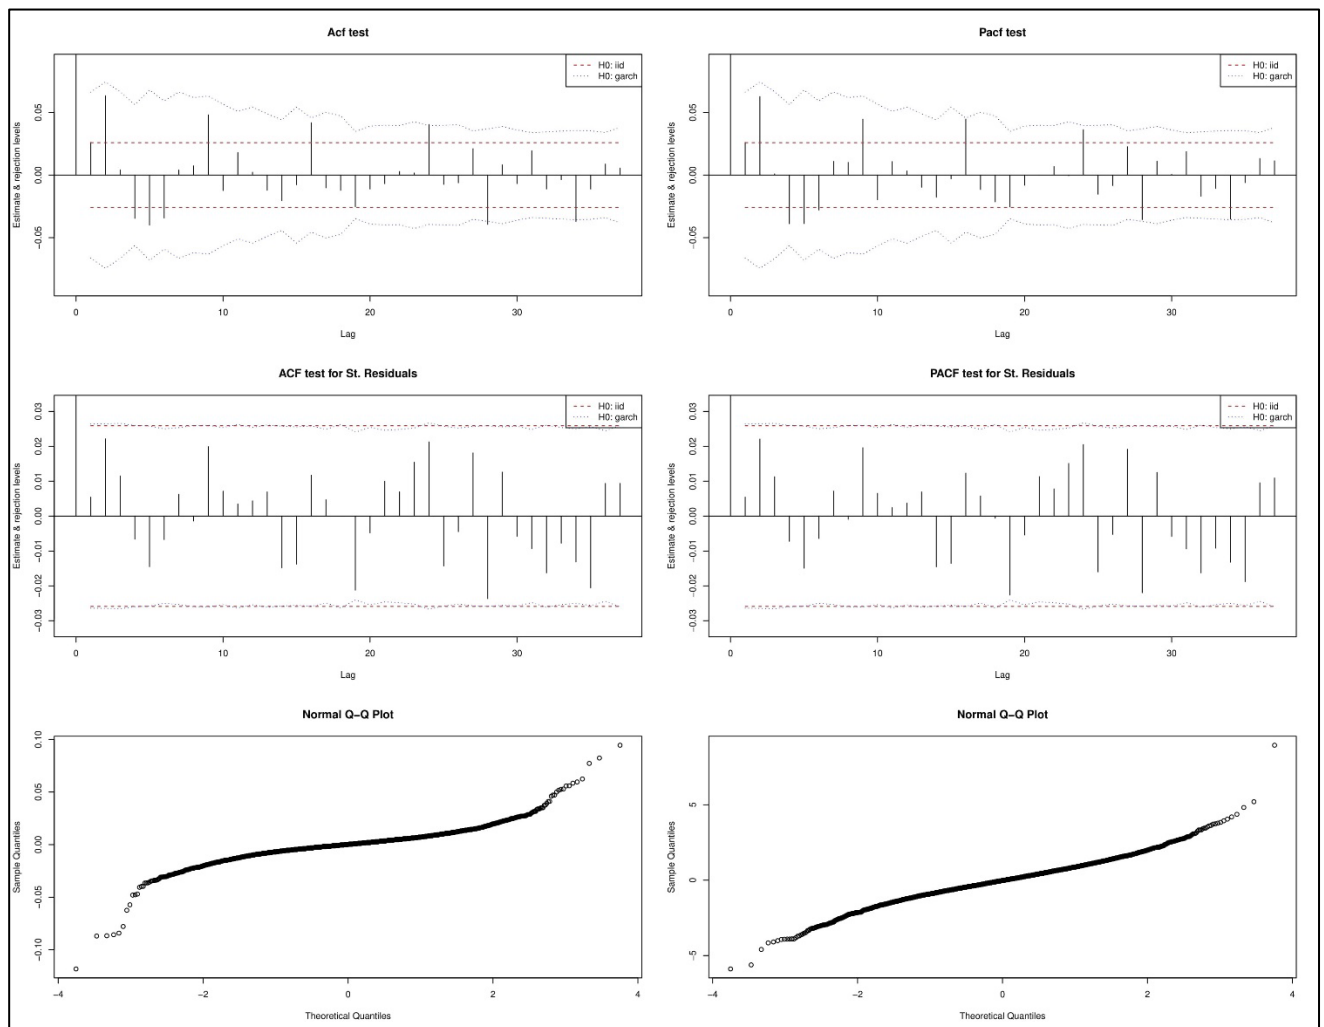 Acf test
H0: iid
H0: garch
Estimate & rejection levels
0.05
0.00
−0.05
0 10 20 30
Lag
Pacf test
H0: iid
H0: garch
Estimate & rejection levels
0.05
0.00
−0.05
0 10 20 30
Lag
ACF test for St. Residuals
H0: iid
H0: garch
Estimate & rejection levels
0.03
0.02
0.01
0.00
−0.01
−0.02
−0.03
0 10 20 30
Lag
PACF test for St. Residuals
H0: iid
H0: garch
Estimate & rejection levels
0.03
0.02
0.01
0.00
−0.01
−0.02
−0.03
0 10 20 30
Lag
Normal Q−Q Plot
Sample Quantiles
0.10
0.05
0.00
−0.05
−0.10
−4 −2 0 2 4
Theoretical Quantiles
Normal Q−Q Plot
Sample Quantiles
5
0
−5
−4 −2 0 2 4
Theoretical Quantiles